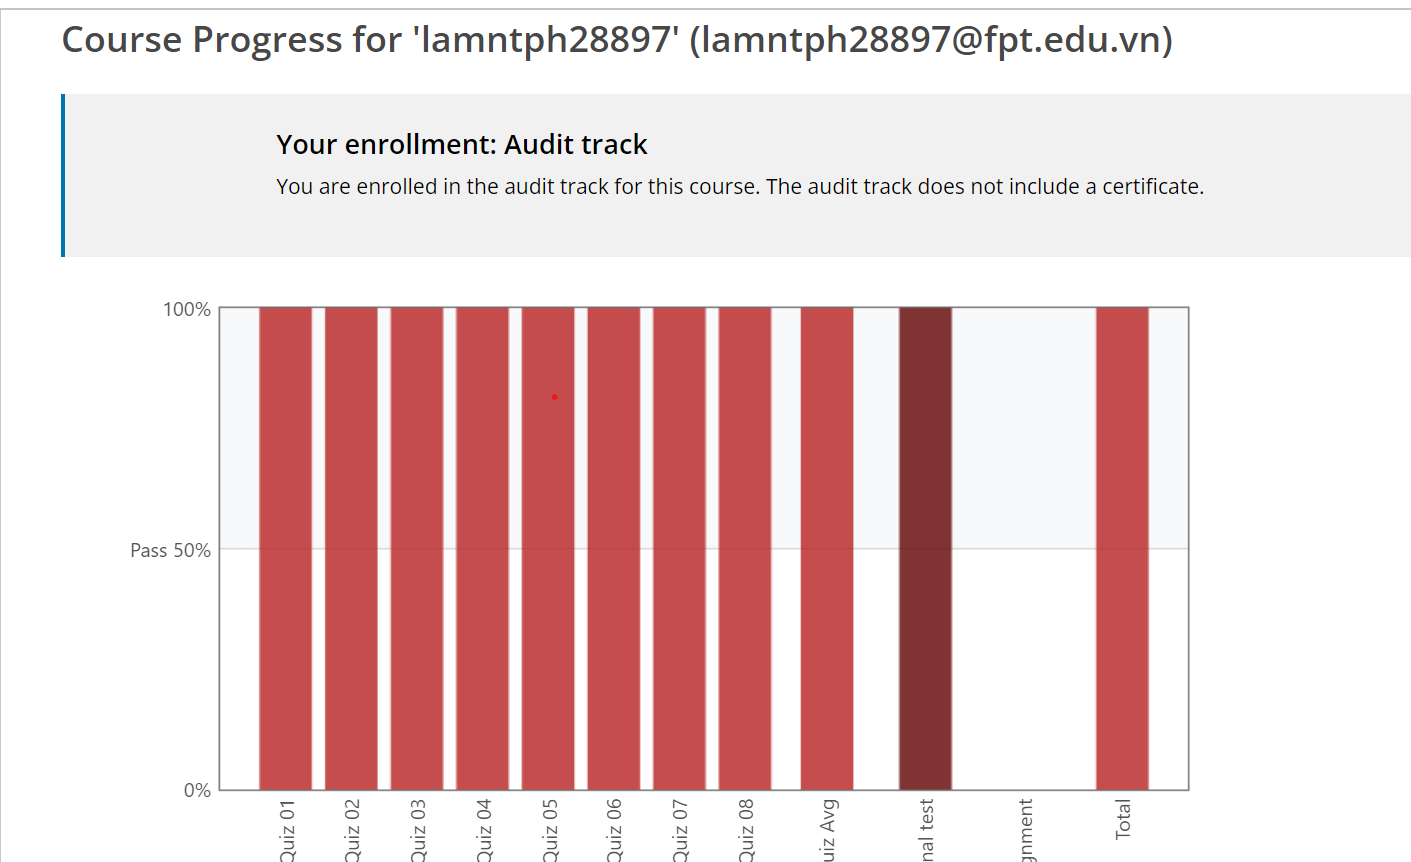 Course Progress for 'lamntph28897' (lamntph28897@fpt.edu.vn)
Your enrollment: Audit track
You are enrolled in the audit track for this course. The audit track does not include a certificate.
100%
Pass 50%
0%
Quiz 01
Quiz 02
Quiz 03
Quiz 04
Quiz 05
Quiz 06
Quiz 07
Quiz 08
uiz Avg
nal test
gnment
Total